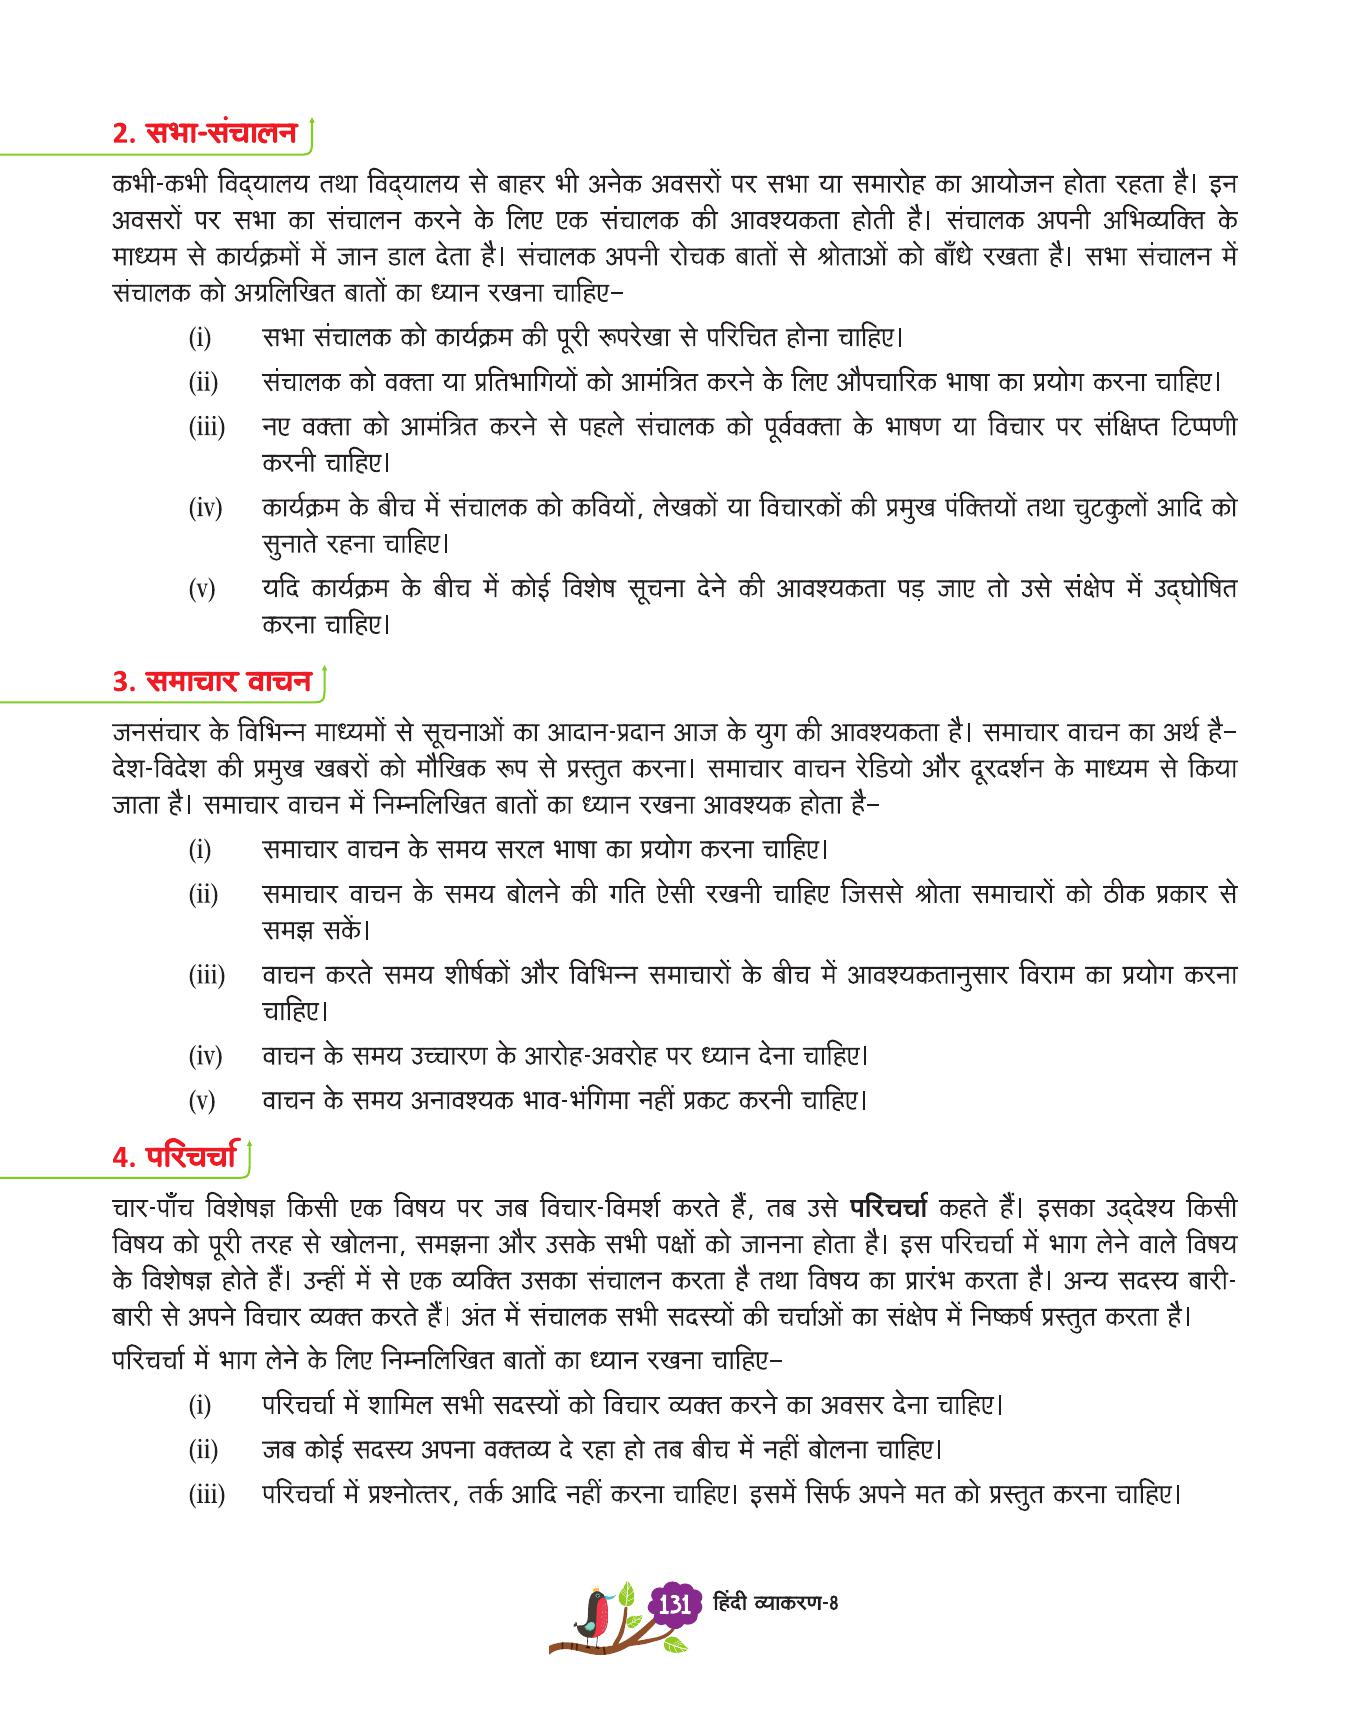 2. सभा-संचालन
कभी-कभी विद्‌यालय तथा विद्‌यालय से बाहर भी अनेक अवसरों पर सभा या समारोह का आयोजन होता रहता है। इन
अवसरों पर सभा का संचालन करने के लिए एक संचालक की आवश्यकता होती है। संचालक अपनी अभिव्यक्ति के
माध्यम से कार्यक्रमों में जान डाल देता है। संचालक अपनी रोचक बातों से श्रोताओं को बाँधे रखता है। सभा संचालन में
संचालक को अग्रलिखित बातों का ध्यान रखना चाहिए–
(i) सभा संचालक को कार्यक्रम की पूरी रूपरेखा से परिचित होना चाहिए।
(ii) संचालक को वक्ता या प्रतिभागियों को आमंत्रित करने के लिए औपचारिक भाषा का प्रयोग करना चाहिए।
(iii) नए वक्ता को आमंत्रित करने से पहले संचालक को पूर्ववक्ता के भाषण या विचार पर संक्षिप्त टिप्पणी
करनी चाहिए।
(iv) कार्यक्रम के बीच में संचालक को कवियों, लेखकों या विचारकों की प्रमुख पंक्तियों तथा चुटकुलों आदि को
सुनाते रहना चाहिए।
(v) यदि कार्यक्रम के बीच में कोई विशेष सूचना देने की आवश्यकता पड़ जाए तो उसे संक्षेप में उद्‌घोषित
करना चाहिए।
3. समाचार वाचन
जनसंचार के विभिन्न माध्यमों से सूचनाओं का आदान-प्रदान आज के युग की आवश्यकता है। समाचार वाचन का अर्थ है–
देश-विदेश की प्रमुख खबरों को मौखिक रूप से प्रस्तुत करना। समाचार वाचन रेडियो और दूरदर्शन के माध्यम से किया
जाता है। समाचार वाचन में निम्नलिखित बातों का ध्यान रखना आवश्यक होता है–
(i) समाचार वाचन के समय सरल भाषा का प्रयोग करना चाहिए।
(ii) समाचार वाचन के समय बोलने की गति ऐसी रखनी चाहिए जिससे श्रोता समाचारों को ठीक प्रकार से
समझ सकें।
(iii) वाचन करते समय शीर्षकों और विभिन्न समाचारों के बीच में आवश्यकतानुसार विराम का प्रयोग करना
चाहिए।
(iv) वाचन के समय उच्चारण के आरोह-अवरोह पर ध्यान देना चाहिए।
(v) वाचन के समय अनावश्यक भाव-भंगिमा नहीं प्रकट करनी चाहिए।
4. परिचर्चा
चार-पाँच विशेषज्ञ किसी एक विषय पर जब विचार-विमर्श करते हैं, तब उसे परिचर्चा कहते हैं। इसका उद्‌देश्य किसी
विषय को पूरी तरह से खोलना, समझना और उसके सभी पक्षों को जानना होता है। इस परिचर्चा में भाग लेने वाले विषय
के विशेषज्ञ होते हैं। उन्हीं में से एक व्यक्ति उसका संचालन करता है तथा विषय का प्रारंभ करता है। अन्य सदस्य बारी-
बारी से अपने विचार व्यक्त करते हैं। अंत में संचालक सभी सदस्यों की चर्चाओं का संक्षेप में निष्कर्ष प्रस्तुत करता है।
परिचर्चा में भाग लेने के लिए निम्नलिखित बातों का ध्यान रखना चाहिए–
(i) परिचर्चा में शामिल सभी सदस्यों को विचार व्यक्त करने का अवसर देना चाहिए।
(ii) जब कोई सदस्य अपना वक्तव्य दे रहा हो तब बीच में नहीं बोलना चाहिए।
(iii) परिचर्चा में प्रश्नोत्तर, तर्क आदि नहीं करना चाहिए। इसमें सिर्फ अपने मत को प्रस्तुत करना चाहिए।
131 हिंदी व्याकरण-8